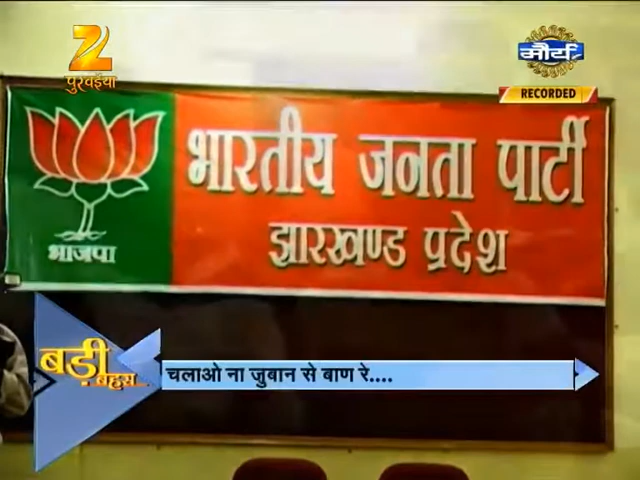 Z
पुरवईया
मौर्य
RECORDED
भारतीय जनता पार्टी
झारखण्ड प्रदेश
भाजपा
बड़ी
बहस
चलाओ ना जुबान से बाण रे....